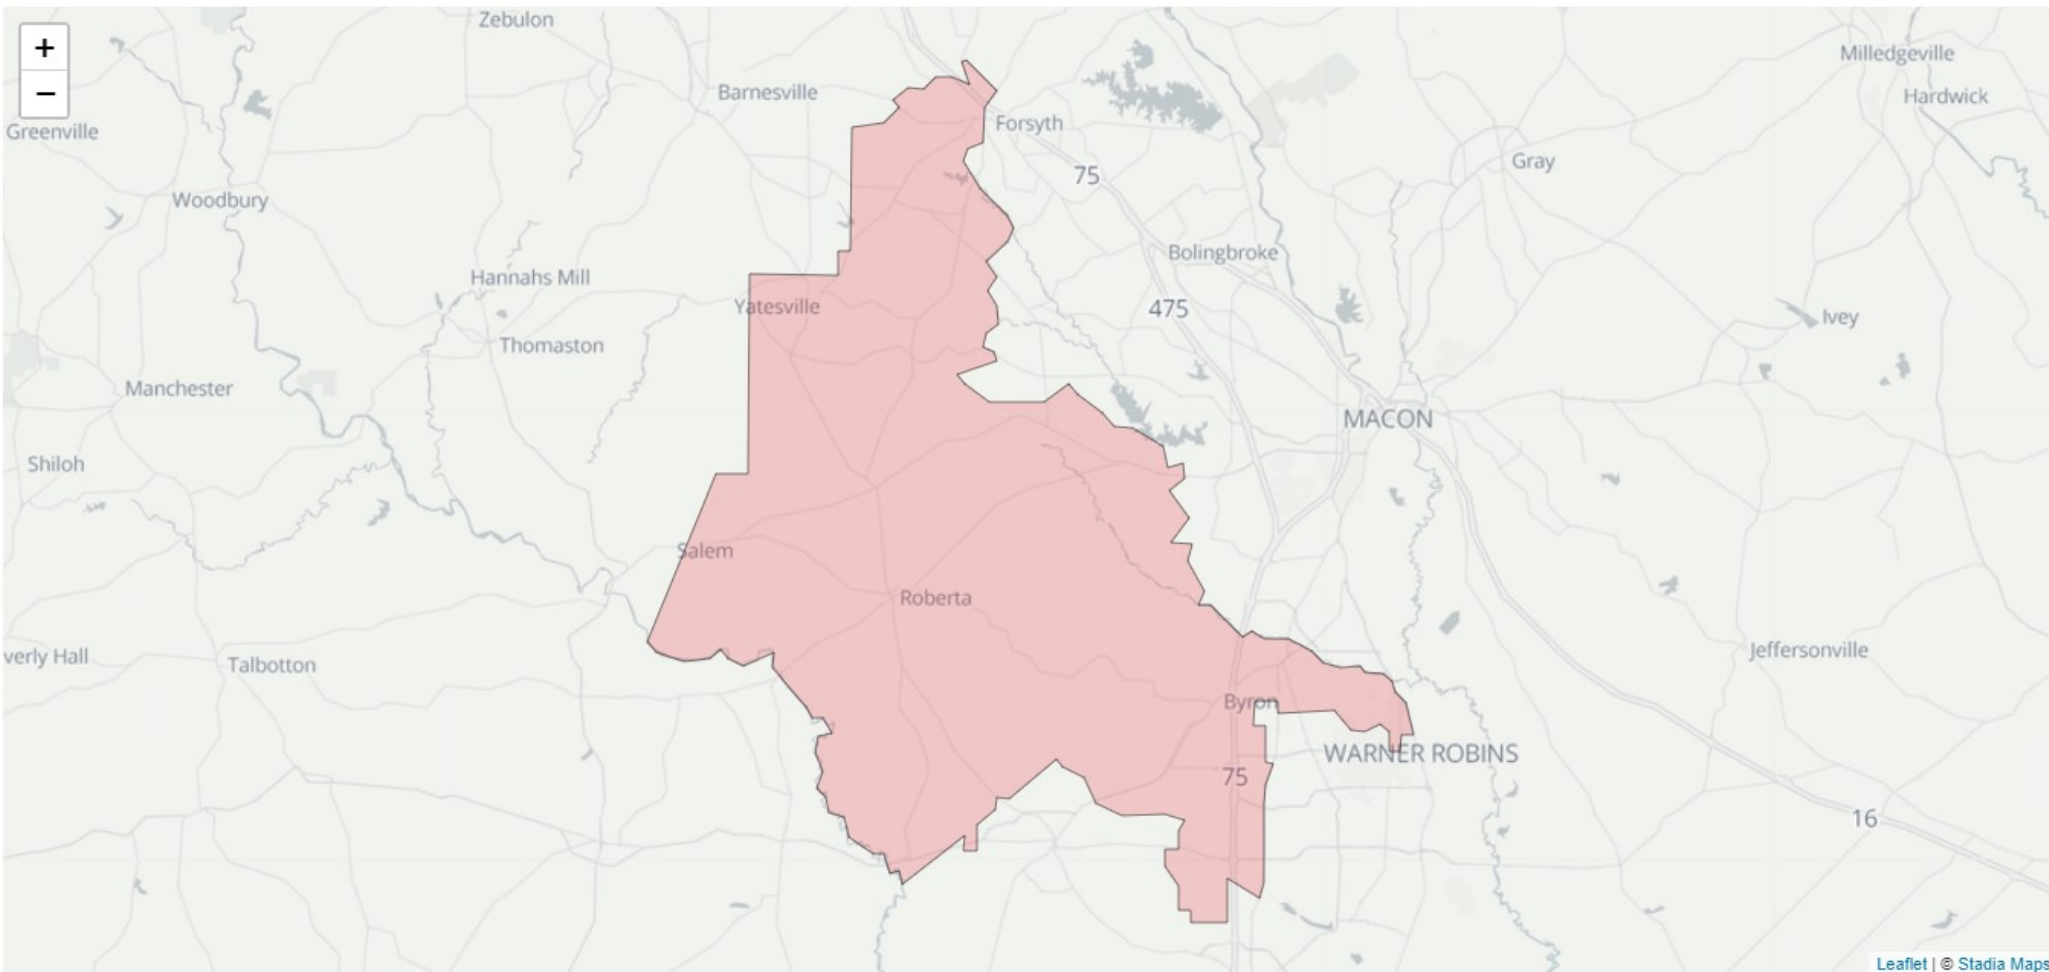 Zebulon
+
Milledgeville
−
Barnesville
Hardwick
Forsyth
Greenville
Gray
75
Woodbury
Bolingbroke
Hannahs Mill
Yatesville
475
Ivey
Thomaston
Manchester
MACON
Shiloh
Salem
Roberta
verly Hall
Talbotton
Jeffersonville
Byron
WARNER ROBINS
75
16
Leaflet | © Stadia Maps